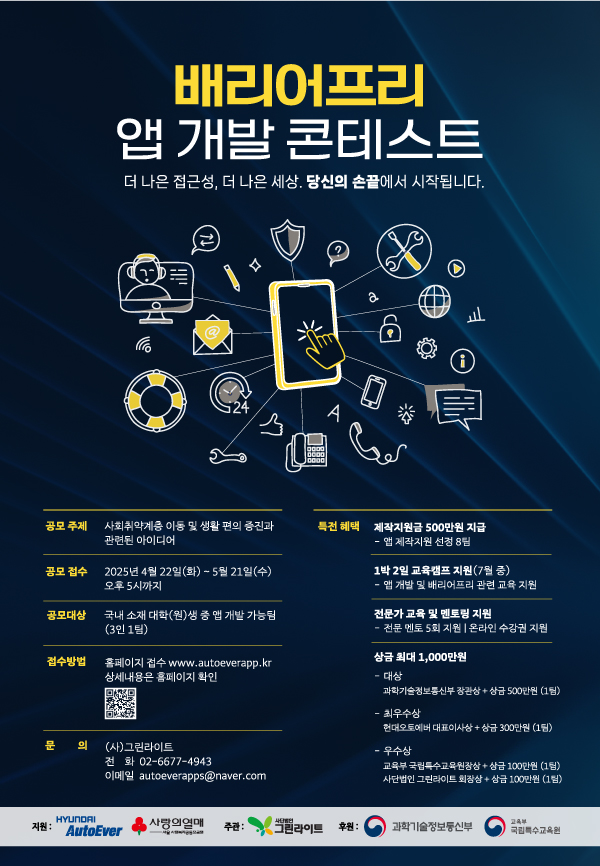 배리어프리
앱 개발 콘테스트
더 나은 접근성, 더 나은 세상. 당신의 손끝에서 시작됩니다.
?
a
@
i
24
A
공모 주제
사회취약계층 이동 및 생활 편의 증진과
관련된 아이디어
공모 접수
2025년 4월 22일(화) ~ 5월 21일(수)
오후 5시까지
공모대상
국내 소재 대학(원)생 중 앱 개발 가능팀
(3인 1팀)
접수방법
홈페이지 접수 www.autoeverapp.kr
상세내용은 홈페이지 확인
문 의
(사)그린라이트
전 화 02-6677-4943
이메일 autoeverapps@naver.com
특전 혜택
제작지원금 500만원 지급
- 앱 제작지원 선정 8팀
1박 2일 교육캠프 지원(7월 중)
- 앱 개발 및 배리어프리 관련 교육 지원
전문가 교육 및 멘토링 지원
- 전문 멘토 5회 지원 | 온라인 수강권 지원
상금 최대 1,000만원
- 대상
과학기술정보통신부 장관상 + 상금 500만원 (1팀)
- 최우수상
현대오토에버 대표이사상 + 상금 300만원 (1팀)
- 우수상
교육부 국립특수교육원장상 + 상금 100만원 (1팀)
사단법인 그린라이트 회장상 + 상금 100만원 (1팀)
지원 :
HYUNDAI
AutoEver
사랑의열매
주관 :
사단법인
그린라이트
후원 :
과학기술정보통신부
교육부
국립특수교육원